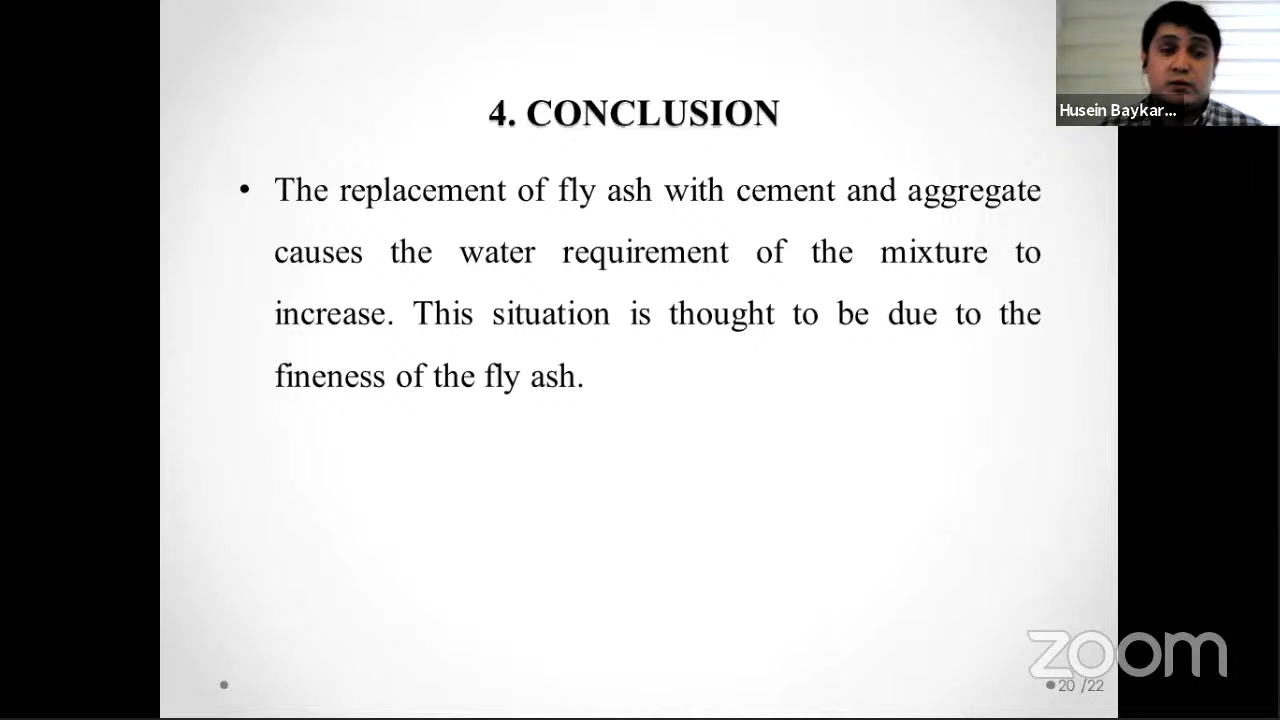 4. CONCLUSION
Husein Baykar...
• The replacement of fly ash with cement and aggregate
causes the water requirement of the mixture to
increase. This situation is thought to be due to the
fineness of the fly ash.
zoom
20 /22